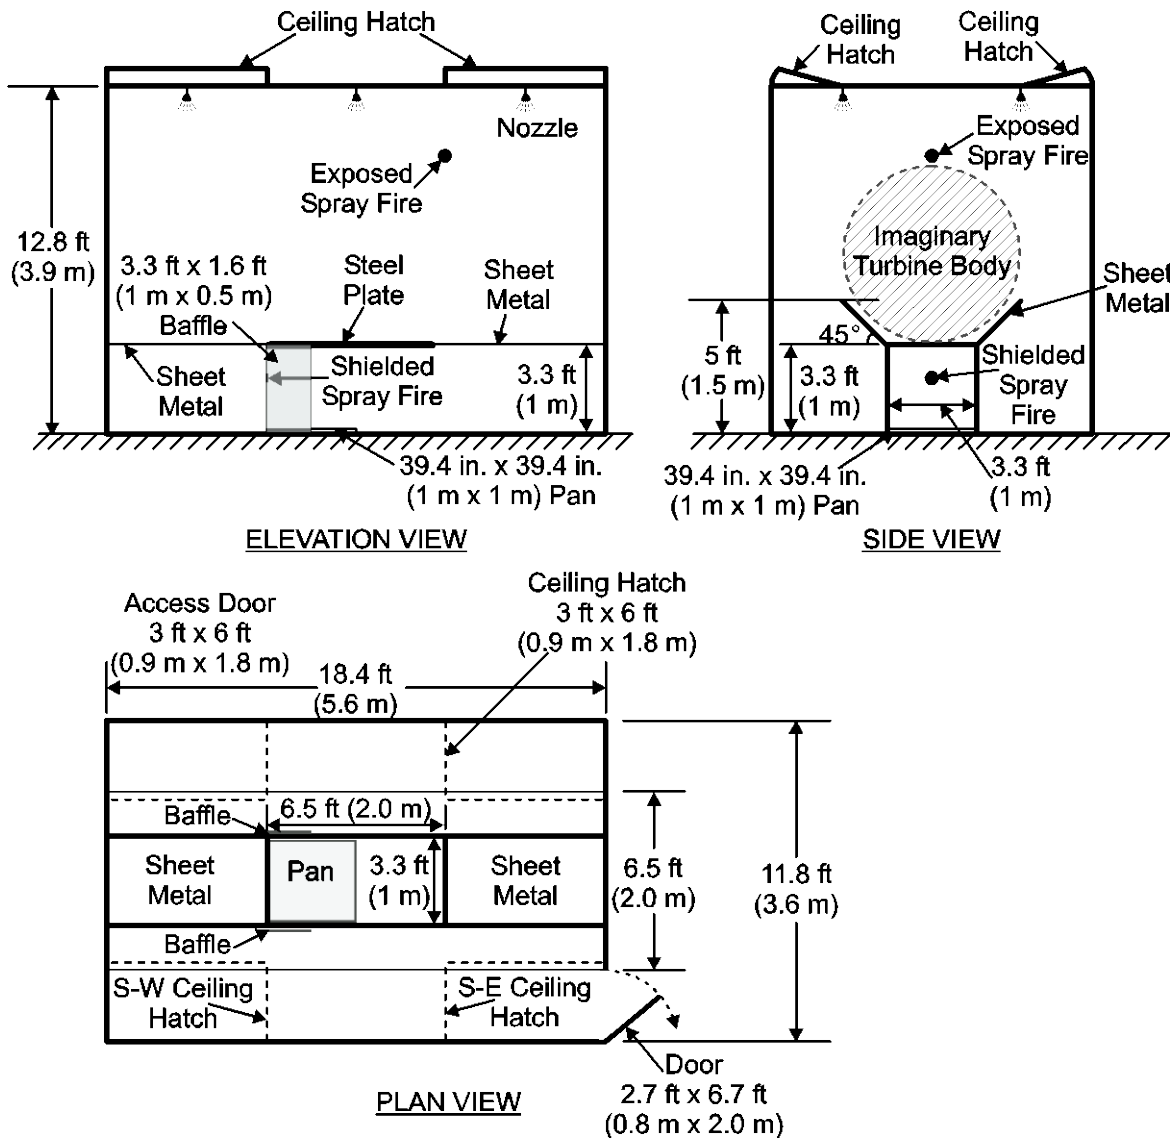 Ceiling Hatch
Nozzle
Exposed
Spray Fire
12.8 ft
(3.9 m)
3.3 ft x 1.6 ft
(1 m x 0.5 m)
Baffle
Steel
Plate
Sheet
Metal
Sheet
Metal
Shielded
Spray Fire
3.3 ft
(1 m)
39.4 in. x 39.4 in.
(1 m x 1 m) Pan
ELEVATION VIEW
Ceiling
Hatch
Ceiling
Hatch
Exposed
Spray Fire
Imaginary
Turbine Body
Sheet
Metal
45°
5 ft
(1.5 m)
3.3 ft
(1 m)
Shielded
Spray
Fire
39.4 in. x 39.4 in.
(1 m x 1 m) Pan
3.3 ft
(1 m)
SIDE VIEW
Access Door
3 ft x 6 ft
(0.9 m x 1.8 m)
Ceiling Hatch
3 ft x 6 ft
(0.9 m x 1.8 m)
18.4 ft
(5.6 m)
Baffle
6.5 ft (2.0 m)
Sheet
Metal
Pan
3.3 ft
(1 m)
Sheet
Metal
6.5 ft
(2.0 m)
11.8 ft
(3.6 m)
Baffle
S-W Ceiling
Hatch
S-E Ceiling
Hatch
Door
2.7 ft x 6.7 ft
(0.8 m x 2.0 m)
PLAN VIEW